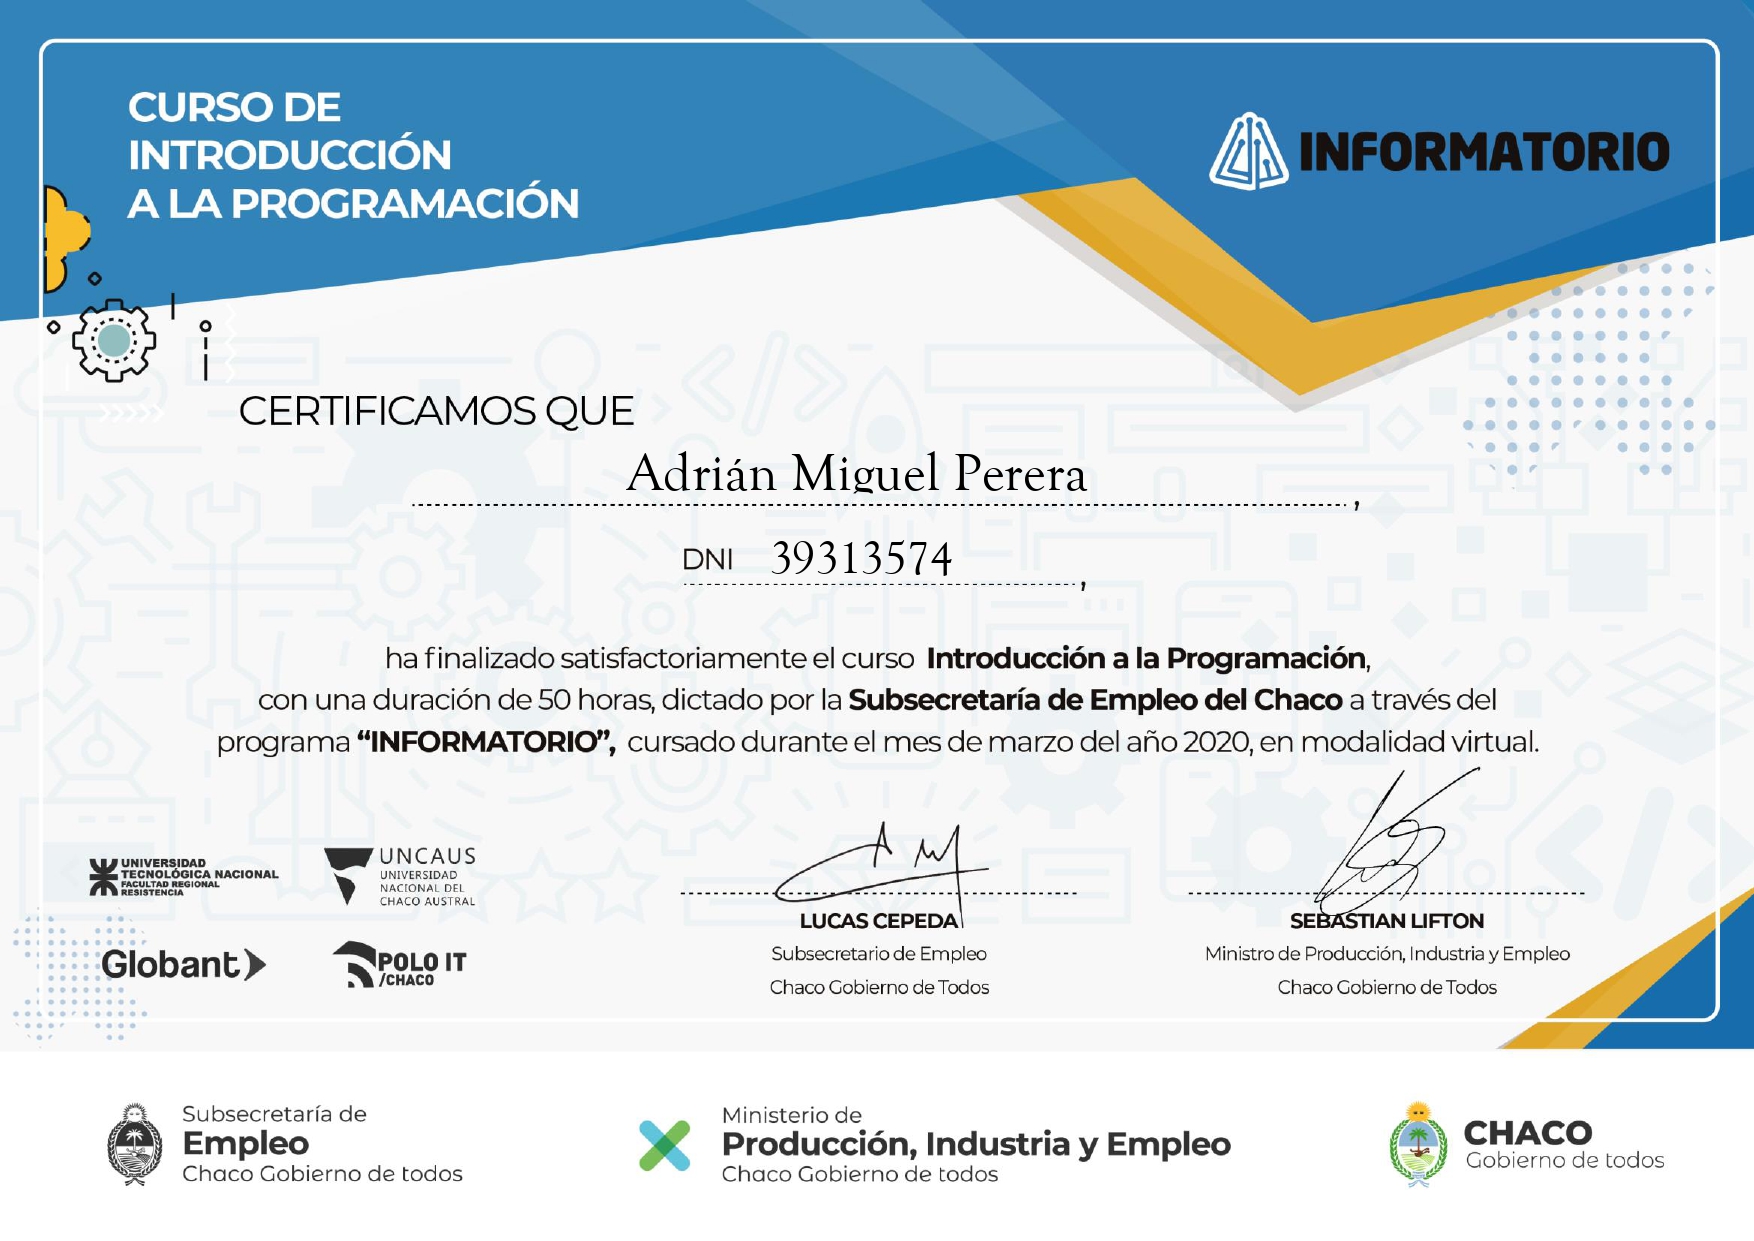 CURSO DE
INTRODUCCIÓN
A LA PROGRAMACIÓN
INFORMATORIO
CERTIFICAMOS QUE
Adrián Miguel Perera,
DNI 39313574,
ha finalizado satisfactoriamente el curso Introducción a la Programación,
con una duración de 50 horas, dictado por la Subsecretaría de Empleo del Chaco a través del
programa “INFORMATORIO”, cursado durante el mes de marzo del año 2020, en modalidad virtual.
UNIVERSIDAD
TECNOLÓGICA NACIONAL
FACULTAD REGIONAL
RESISTENCIA
UNCAUS
UNIVERSIDAD
NACIONAL DEL
CHACO AUSTRAL
Globant
POLO IT
/CHACO
LUCAS CEPEDA
Subsecretario de Empleo
Chaco Gobierno de Todos
SEBASTIAN LIFTON
Ministro de Producción, Industria y Empleo
Chaco Gobierno de Todos
Subsecretaría de
Empleo
Chaco Gobierno de todos
Ministerio de
Producción, Industria y Empleo
Chaco Gobierno de todos
CHACO
Gobierno de todos